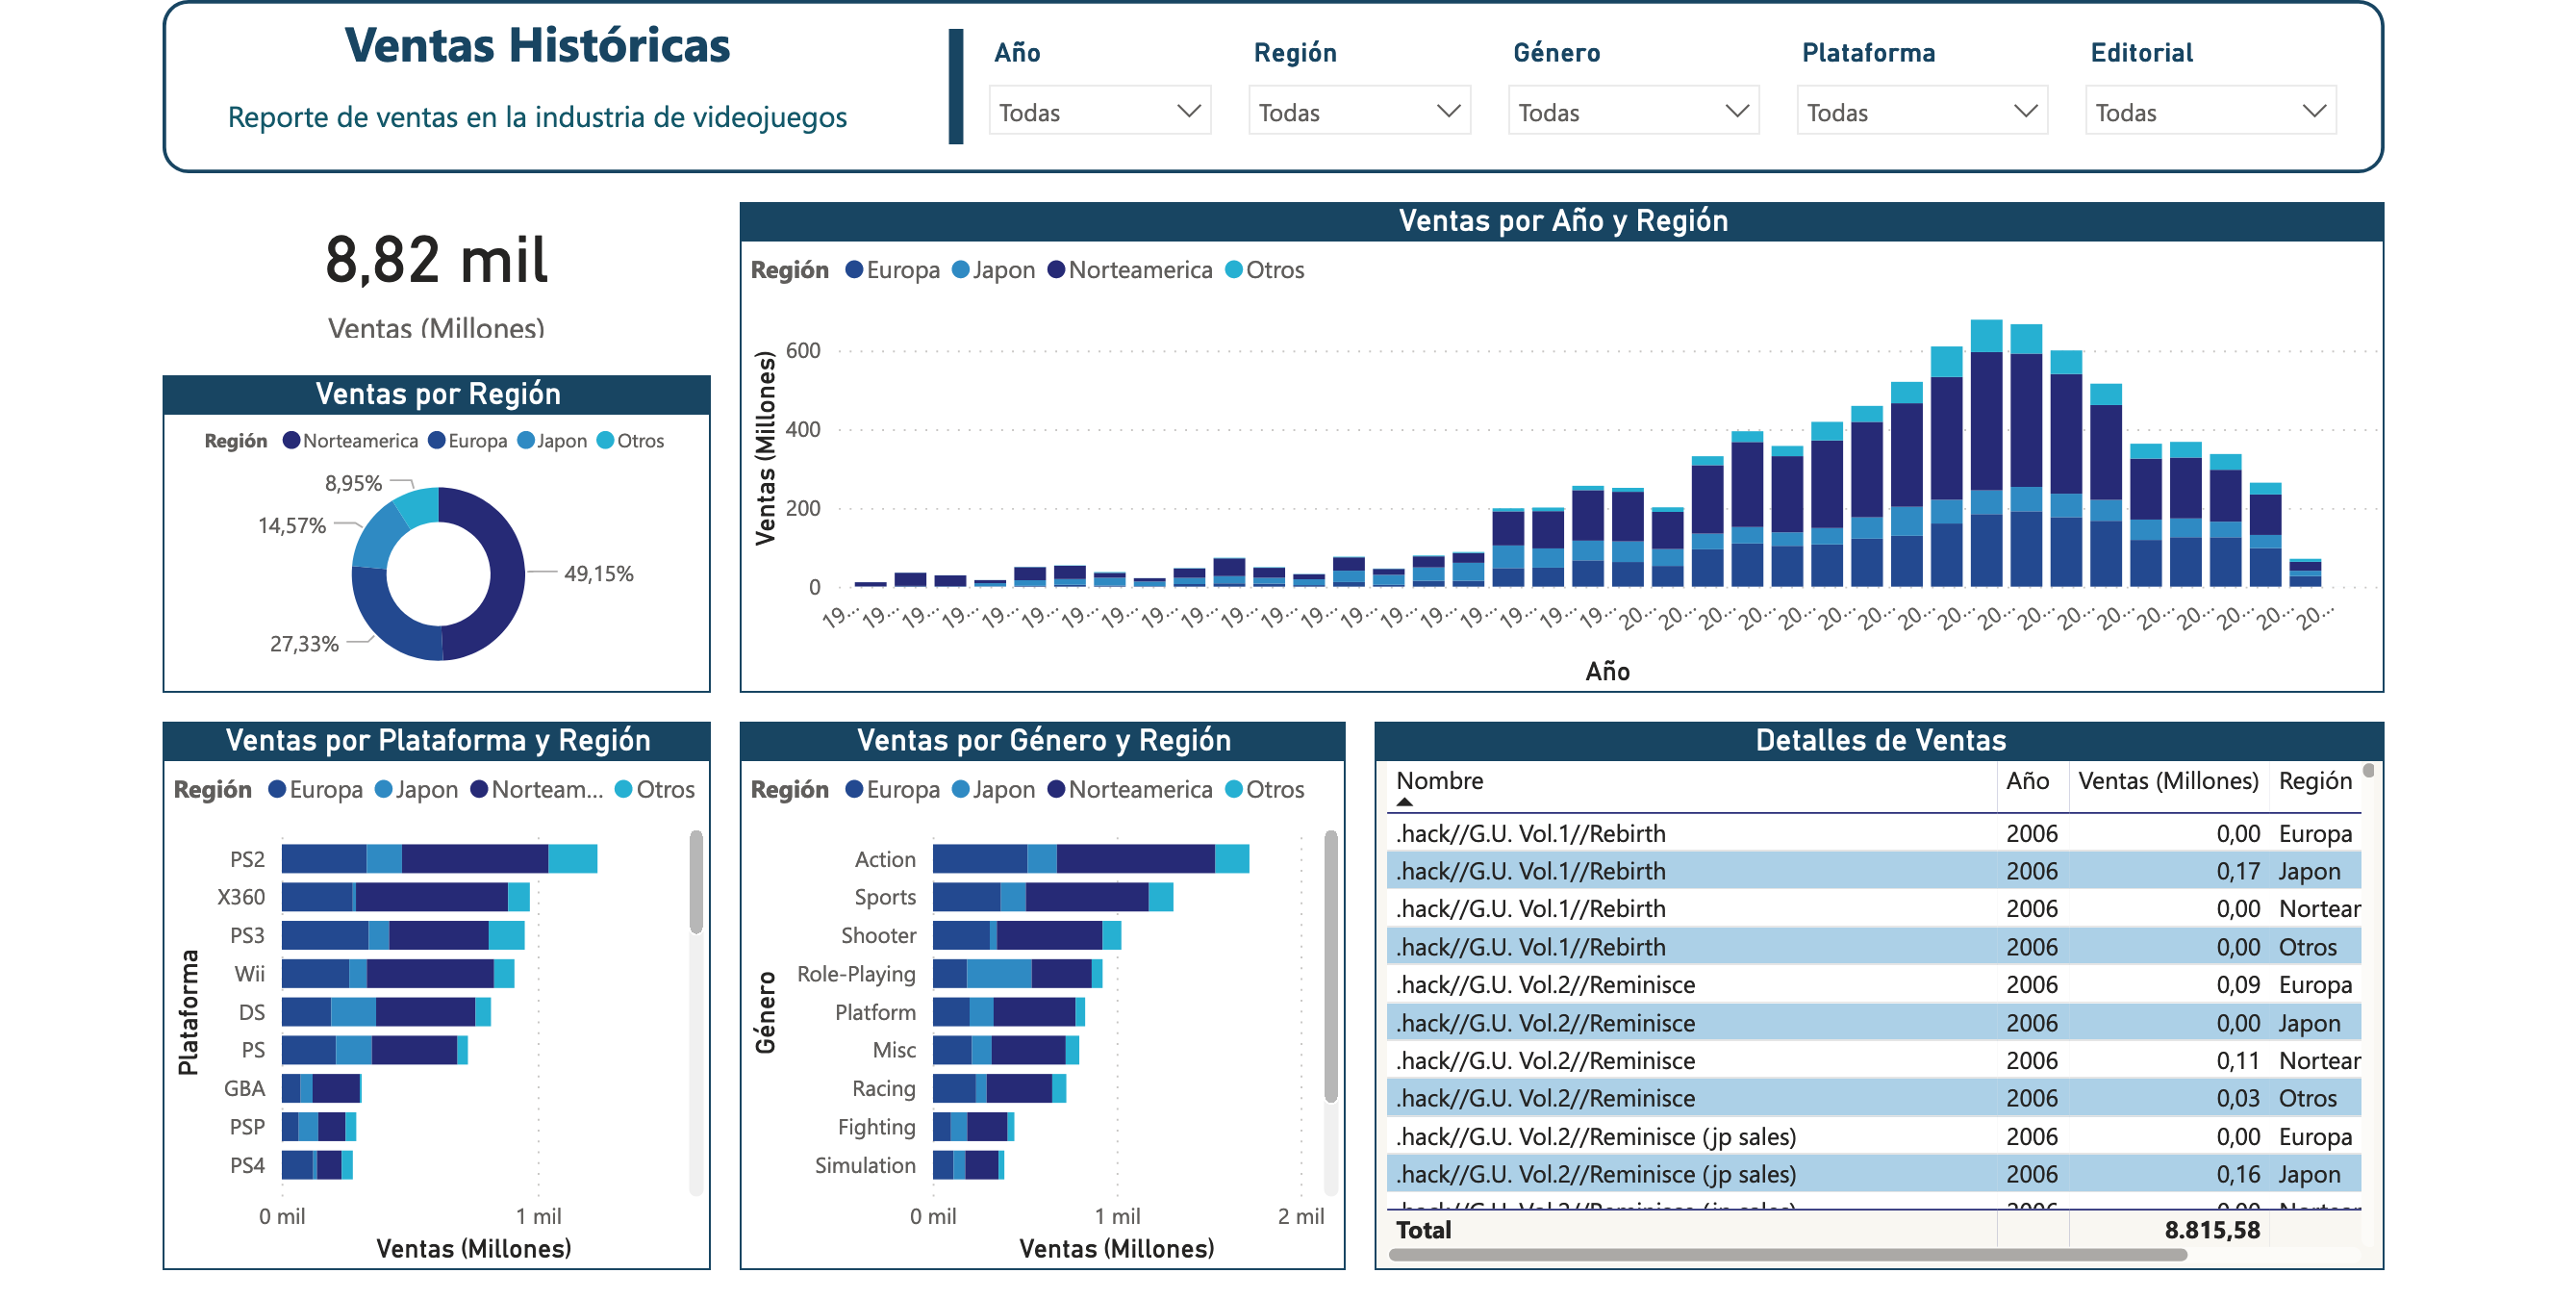 Ventas Históricas
Reporte de ventas en la industria de videojuegos
Año Región Género Plataforma Editorial
Todas Todas Todas Todas Todas
8,82 mil
Ventas (Millones)
Ventas por Región
Región Norteamerica Europa Japon Otros
8,95%
14,57%
49,15%
27,33%
Ventas por Año y Región
Región Europa Japon Norteamerica Otros
Ventas (Millones)
600
400
200
0
19... 19... 19... 19... 19... 19... 19... 19... 19... 19... 19... 19... 19... 19... 19... 19... 19... 19... 19... 19... 20... 20... 20... 20... 20... 20... 20... 20... 20... 20... 20... 20... 20... 20... 20... 20... 20... 20...
Año
Ventas por Plataforma y Región
Región Europa Japon Norteam... Otros
Plataforma
PS2
X360
PS3
Wii
DS
PS
GBA
PSP
PS4
0 mil 1 mil
Ventas (Millones)
Ventas por Género y Región
Región Europa Japon Norteamerica Otros
Género
Action
Sports
Shooter
Role-Playing
Platform
Misc
Racing
Fighting
Simulation
0 mil 1 mil 2 mil
Ventas (Millones)
Detalles de Ventas
Nombre Año Ventas (Millones) Región
.hack//G.U. Vol.1//Rebirth 2006 0,00 Europa
.hack//G.U. Vol.1//Rebirth 2006 0,17 Japon
.hack//G.U. Vol.1//Rebirth 2006 0,00 Nortear
.hack//G.U. Vol.1//Rebirth 2006 0,00 Otros
.hack//G.U. Vol.2//Reminisce 2006 0,09 Europa
.hack//G.U. Vol.2//Reminisce 2006 0,00 Japon
.hack//G.U. Vol.2//Reminisce 2006 0,11 Nortear
.hack//G.U. Vol.2//Reminisce 2006 0,03 Otros
.hack//G.U. Vol.2//Reminisce (jp sales) 2006 0,00 Europa
.hack//G.U. Vol.2//Reminisce (jp sales) 2006 0,16 Japon
Total 8.815,58